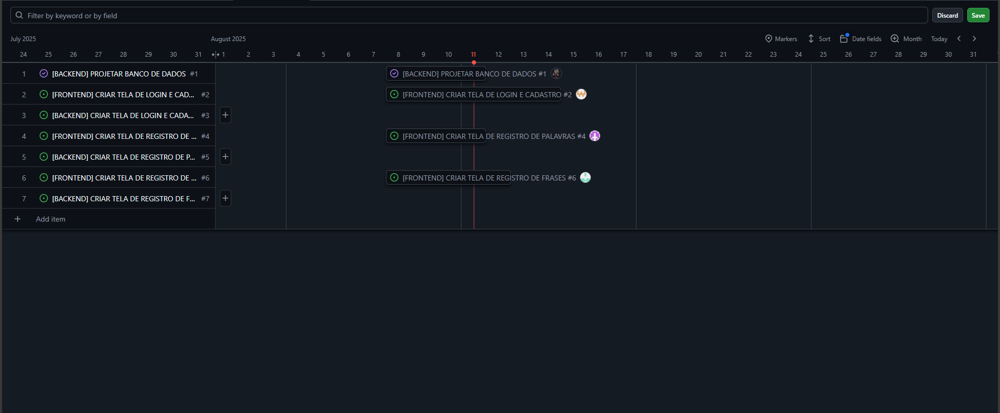 Filter by keyword or by field
Discard
Save
July 2025
August 2025
Markers
Sort
Date fields
Month
Today
24 25 26 27 28 29 30 31 1 2 3 4 5 6 7 8 9 10 11 12 13 14 15 16 17 18 19 20 21 22 23 24 25 26 27 28 29 30 31
1 [BACKEND] PROJETAR BANCO DE DADOS #1
[BACKEND] PROJETAR BANCO DE DADOS #1
2 [FRONTEND] CRIAR TELA DE LOGIN E CAD... #2
[FRONTEND] CRIAR TELA DE LOGIN E CADASTRO #2
3 [BACKEND] CRIAR TELA DE LOGIN E CADA... #3
4 [FRONTEND] CRIAR TELA DE REGISTRO DE ... #4
[FRONTEND] CRIAR TELA DE REGISTRO DE PALAVRAS #4
5 [BACKEND] CRIAR TELA DE REGISTRO DE P... #5
6 [FRONTEND] CRIAR TELA DE REGISTRO DE ... #6
[FRONTEND] CRIAR TELA DE REGISTRO DE FRASES #6
7 [BACKEND] CRIAR TELA DE REGISTRO DE F... #7
Add item